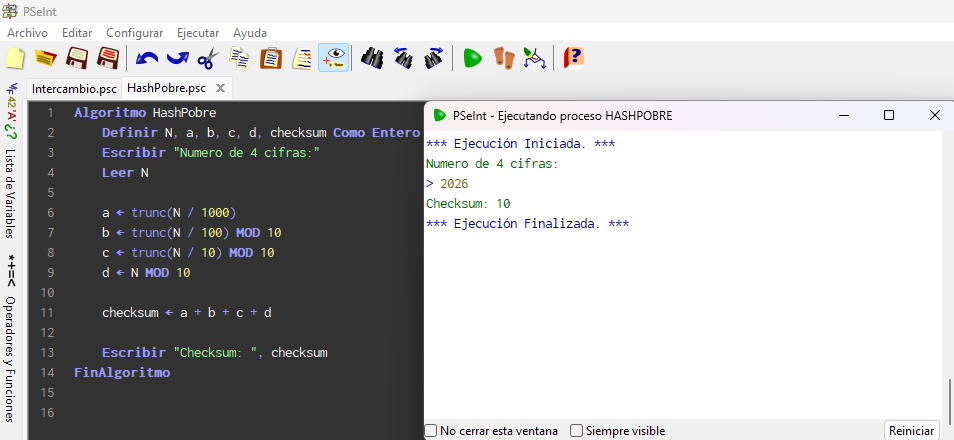 PSeInt
Archivo Editar Configurar Ejecutar Ayuda
Intercambio.psc HashPobre.psc
Lista de Variables
*+=< Operadores y Funciones
1 Algoritmo HashPobre
2 Definir N, a, b, c, d, checksum Como Entero
3 Escribir "Numero de 4 cifras:"
4 Leer N
5
6 a ← trunc(N / 1000)
7 b ← trunc(N / 100) MOD 10
8 c ← trunc(N / 10) MOD 10
9 d ← N MOD 10
10
11 checksum ← a + b + c + d
12
13 Escribir "Checksum: ", checksum
14 FinAlgoritmo
15
16
PSeInt - Ejecutando proceso HASHPOBRE
*** Ejecución Iniciada. ***
Numero de 4 cifras:
> 2026
Checksum: 10
*** Ejecución Finalizada. ***
No cerrar esta ventana Siempre visible Reiniciar